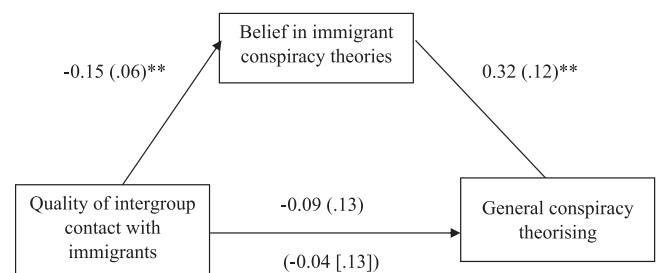 Belief in immigrant
conspiracy theories
-0.15 (.06)**
0.32 (.12)**
Quality of intergroup
contact with
immigrants
-0.09 (.13)
(-0.04 [.13])
General conspiracy
theorising